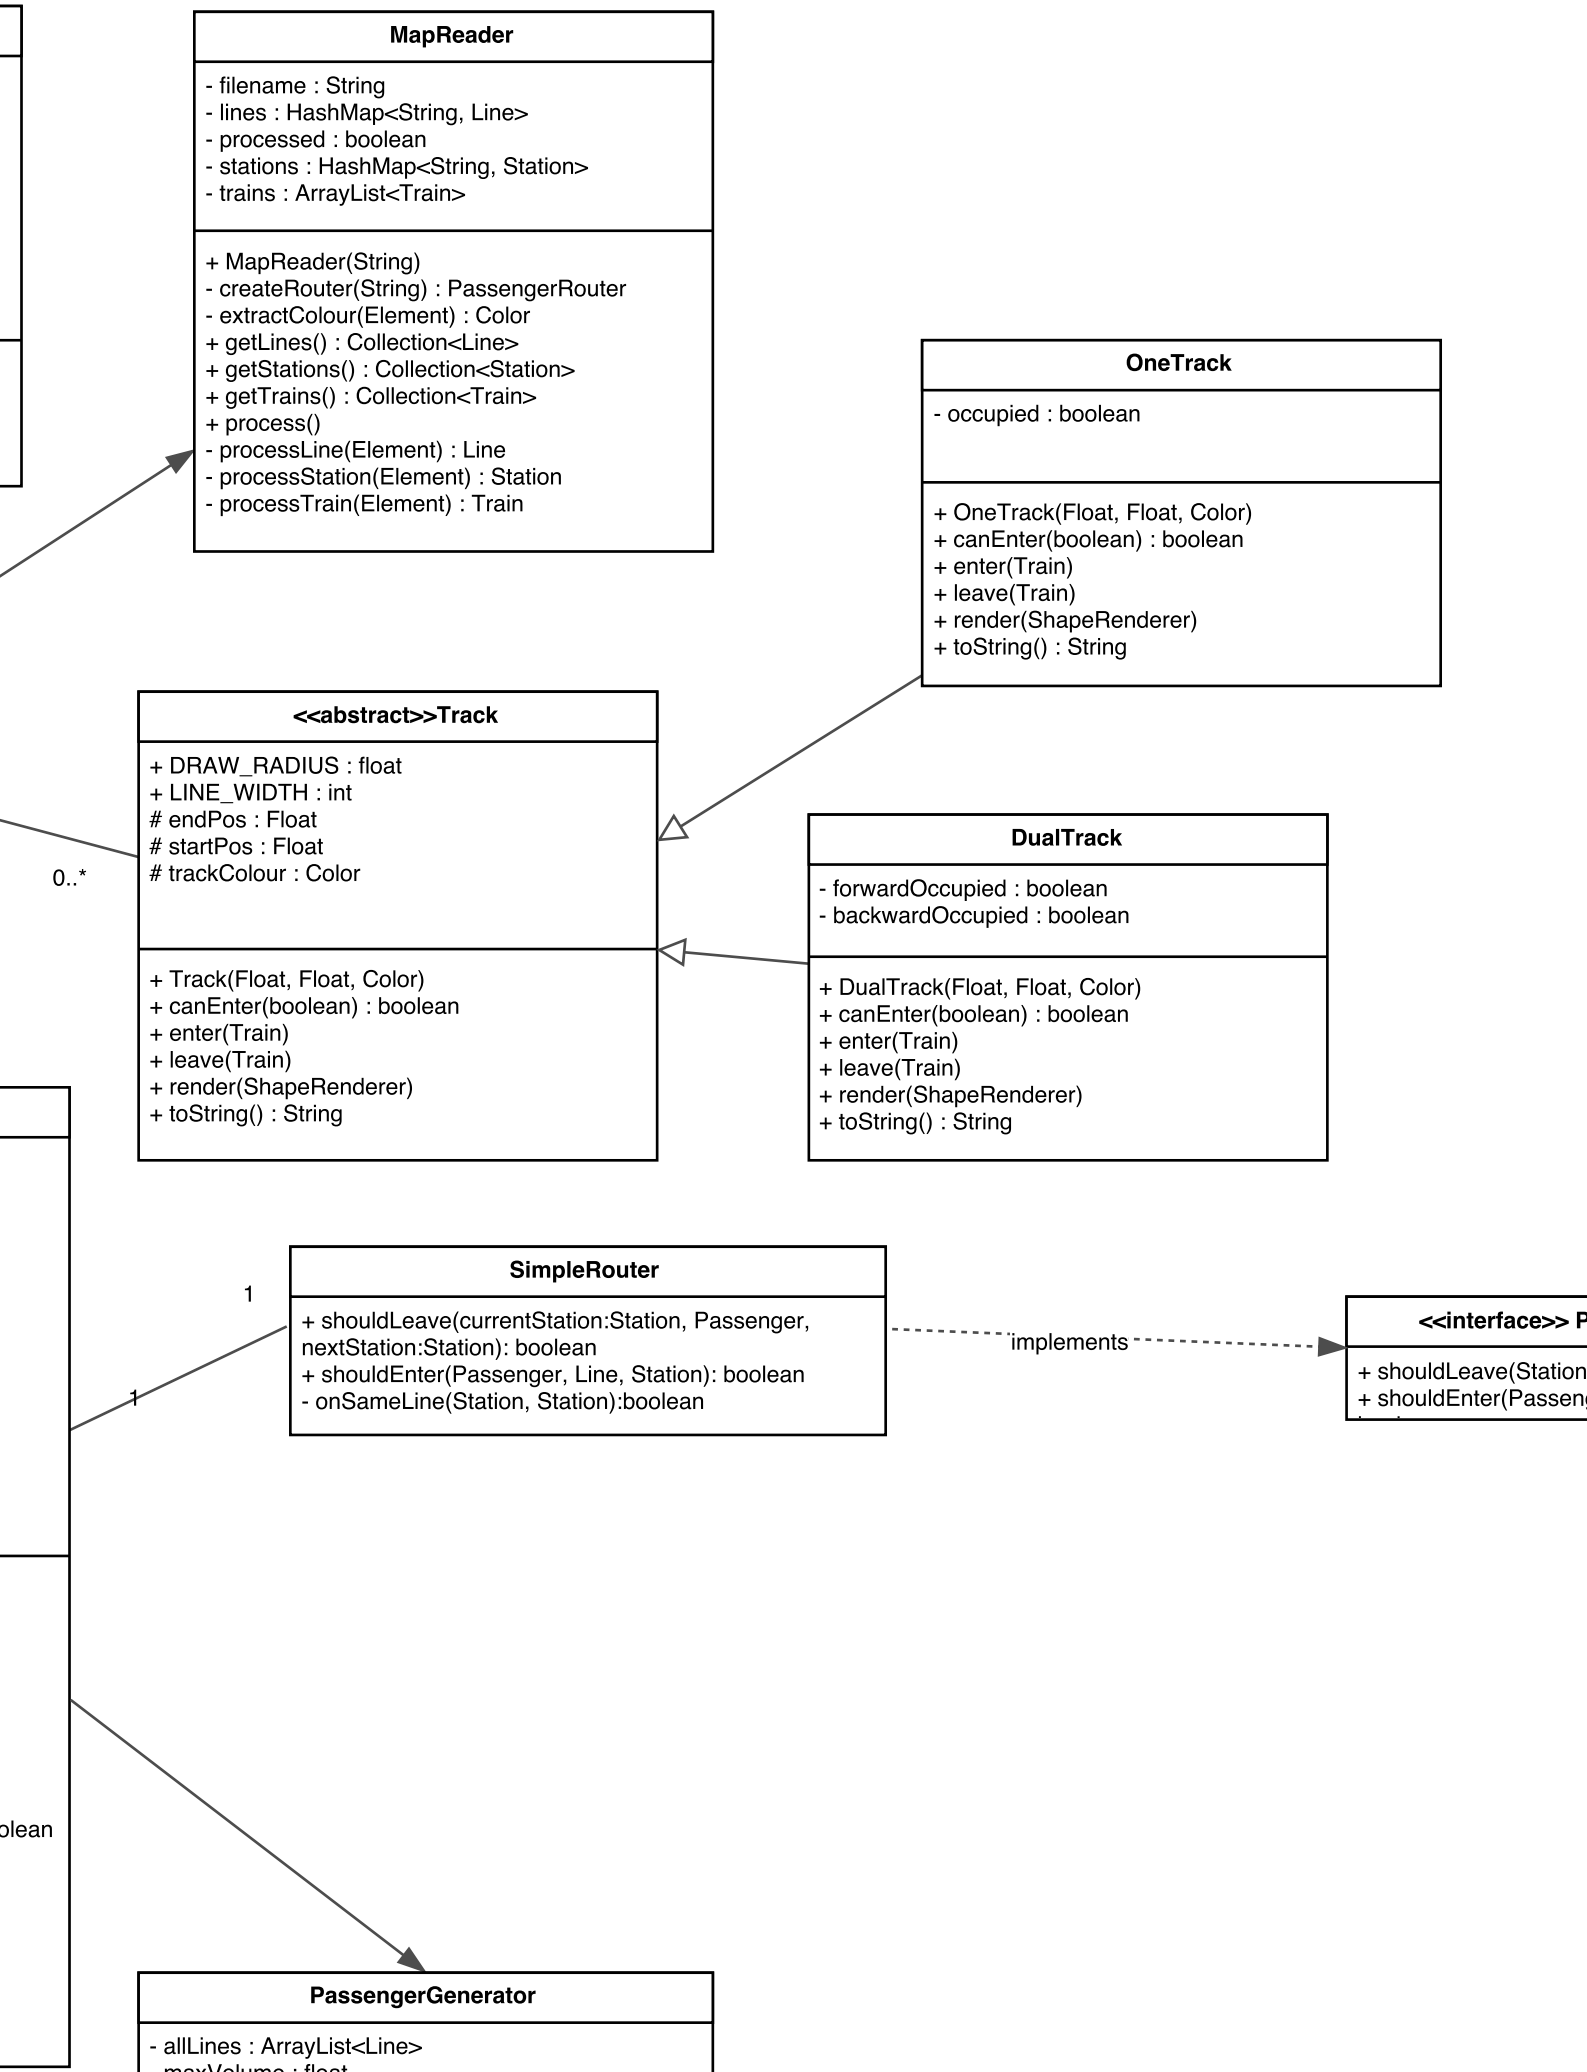 MapReader
- filename : String
- lines : HashMap<String, Line>
- processed : boolean
- stations : HashMap<String, Station>
- trains : ArrayList<Train>
+ MapReader(String)
- createRouter(String) : PassengerRouter
- extractColour(Element) : Color
+ getLines() : Collection<Line>
+ getStations() : Collection<Station>
+ getTrains() : Collection<Train>
+ process()
- processLine(Element) : Line
- processStation(Element) : Station
- processTrain(Element) : Train
OneTrack
- occupied : boolean
+ OneTrack(Float, Float, Color)
+ canEnter(boolean) : boolean
+ enter(Train)
+ leave(Train)
+ render(ShapeRenderer)
+ toString() : String
<<abstract>>Track
+ DRAW_RADIUS : float
+ LINE_WIDTH : int
# endPos : Float
# startPos : Float
# trackColour : Color
+ Track(Float, Float, Color)
+ canEnter(boolean) : boolean
+ enter(Train)
+ leave(Train)
+ render(ShapeRenderer)
+ toString() : String
0..*
DualTrack
- forwardOccupied : boolean
- backwardOccupied : boolean
+ DualTrack(Float, Float, Color)
+ canEnter(boolean) : boolean
+ enter(Train)
+ leave(Train)
+ render(ShapeRenderer)
+ toString() : String
SimpleRouter
+ shouldLeave(currentStation:Station, Passenger,
nextStation:Station): boolean
+ shouldEnter(Passenger, Line, Station): boolean
- onSameLine(Station, Station):boolean
1
1
implements
<<interface>> P
+ shouldLeave(Station
+ shouldEnter(Passeng
olean
PassengerGenerator
- allLines : ArrayList<Line>
- maxVolume : float